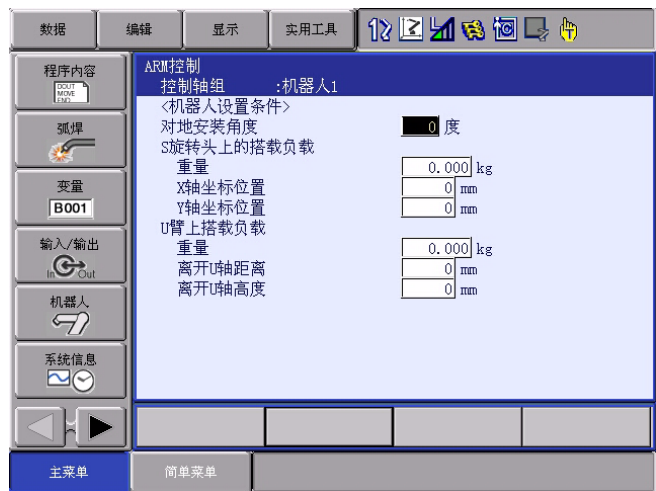 数据 编辑 显示 实用工具
程序内容
DOUT
MOVE
END
弧焊
变量
B001
输入/输出
In Out
机器人
系统信息
ARM控制
控制轴组 :机器人1
<机器人设置条件>
对地安装角度 0 度
S旋转头上的搭载负载
重量 0.000 kg
X轴坐标位置 0 mm
Y轴坐标位置 0 mm
U臂上搭载负载
重量 0.000 kg
离开U轴距离 0 mm
离开U轴高度 0 mm
主菜单 简单菜单